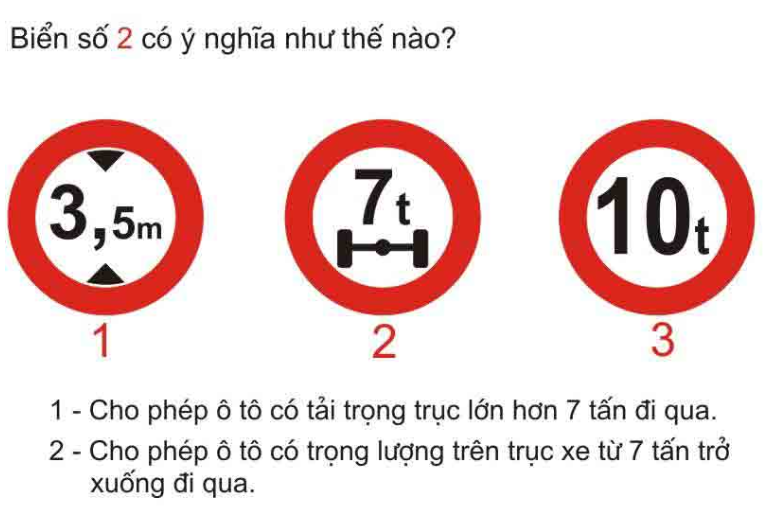 Biển số 2 có ý nghĩa như thế nào?
3,5m
7t
10t
1
2
3
1 - Cho phép ô tô có tải trọng trục lớn hơn 7 tấn đi qua.
2 - Cho phép ô tô có trọng lượng trên trục xe từ 7 tấn trở
xuống đi qua.